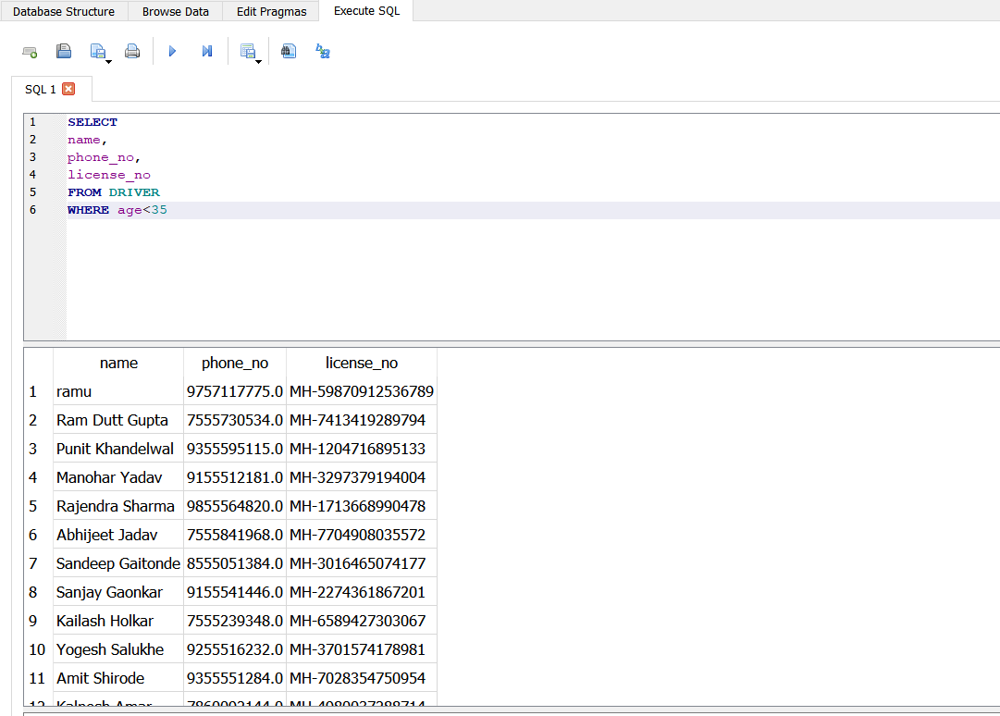 Database Structure Browse Data Edit Pragmas Execute SQL
SQL 1
1 SELECT
2 name,
3 phone_no,
4 license_no
5 FROM DRIVER
6 WHERE age<35
name phone_no license_no
1 ramu 9757117775.0 MH-59870912536789
2 Ram Dutt Gupta 7555730534.0 MH-7413419289794
3 Punit Khandelwal 9355595115.0 MH-1204716895133
4 Manohar Yadav 9155512181.0 MH-3297379194004
5 Rajendra Sharma 9855564820.0 MH-1713668990478
6 Abhijeet Jadav 7555841968.0 MH-7704908035572
7 Sandeep Gaitonde 8555051384.0 MH-3016465074177
8 Sanjay Gaonkar 9155541446.0 MH-2274361867201
9 Kailash Holkar 7555239348.0 MH-6589427303067
10 Yogesh Salukhe 9255516232.0 MH-3701574178981
11 Amit Shirode 9355551284.0 MH-7028354750954
12 Kalpesh Amar